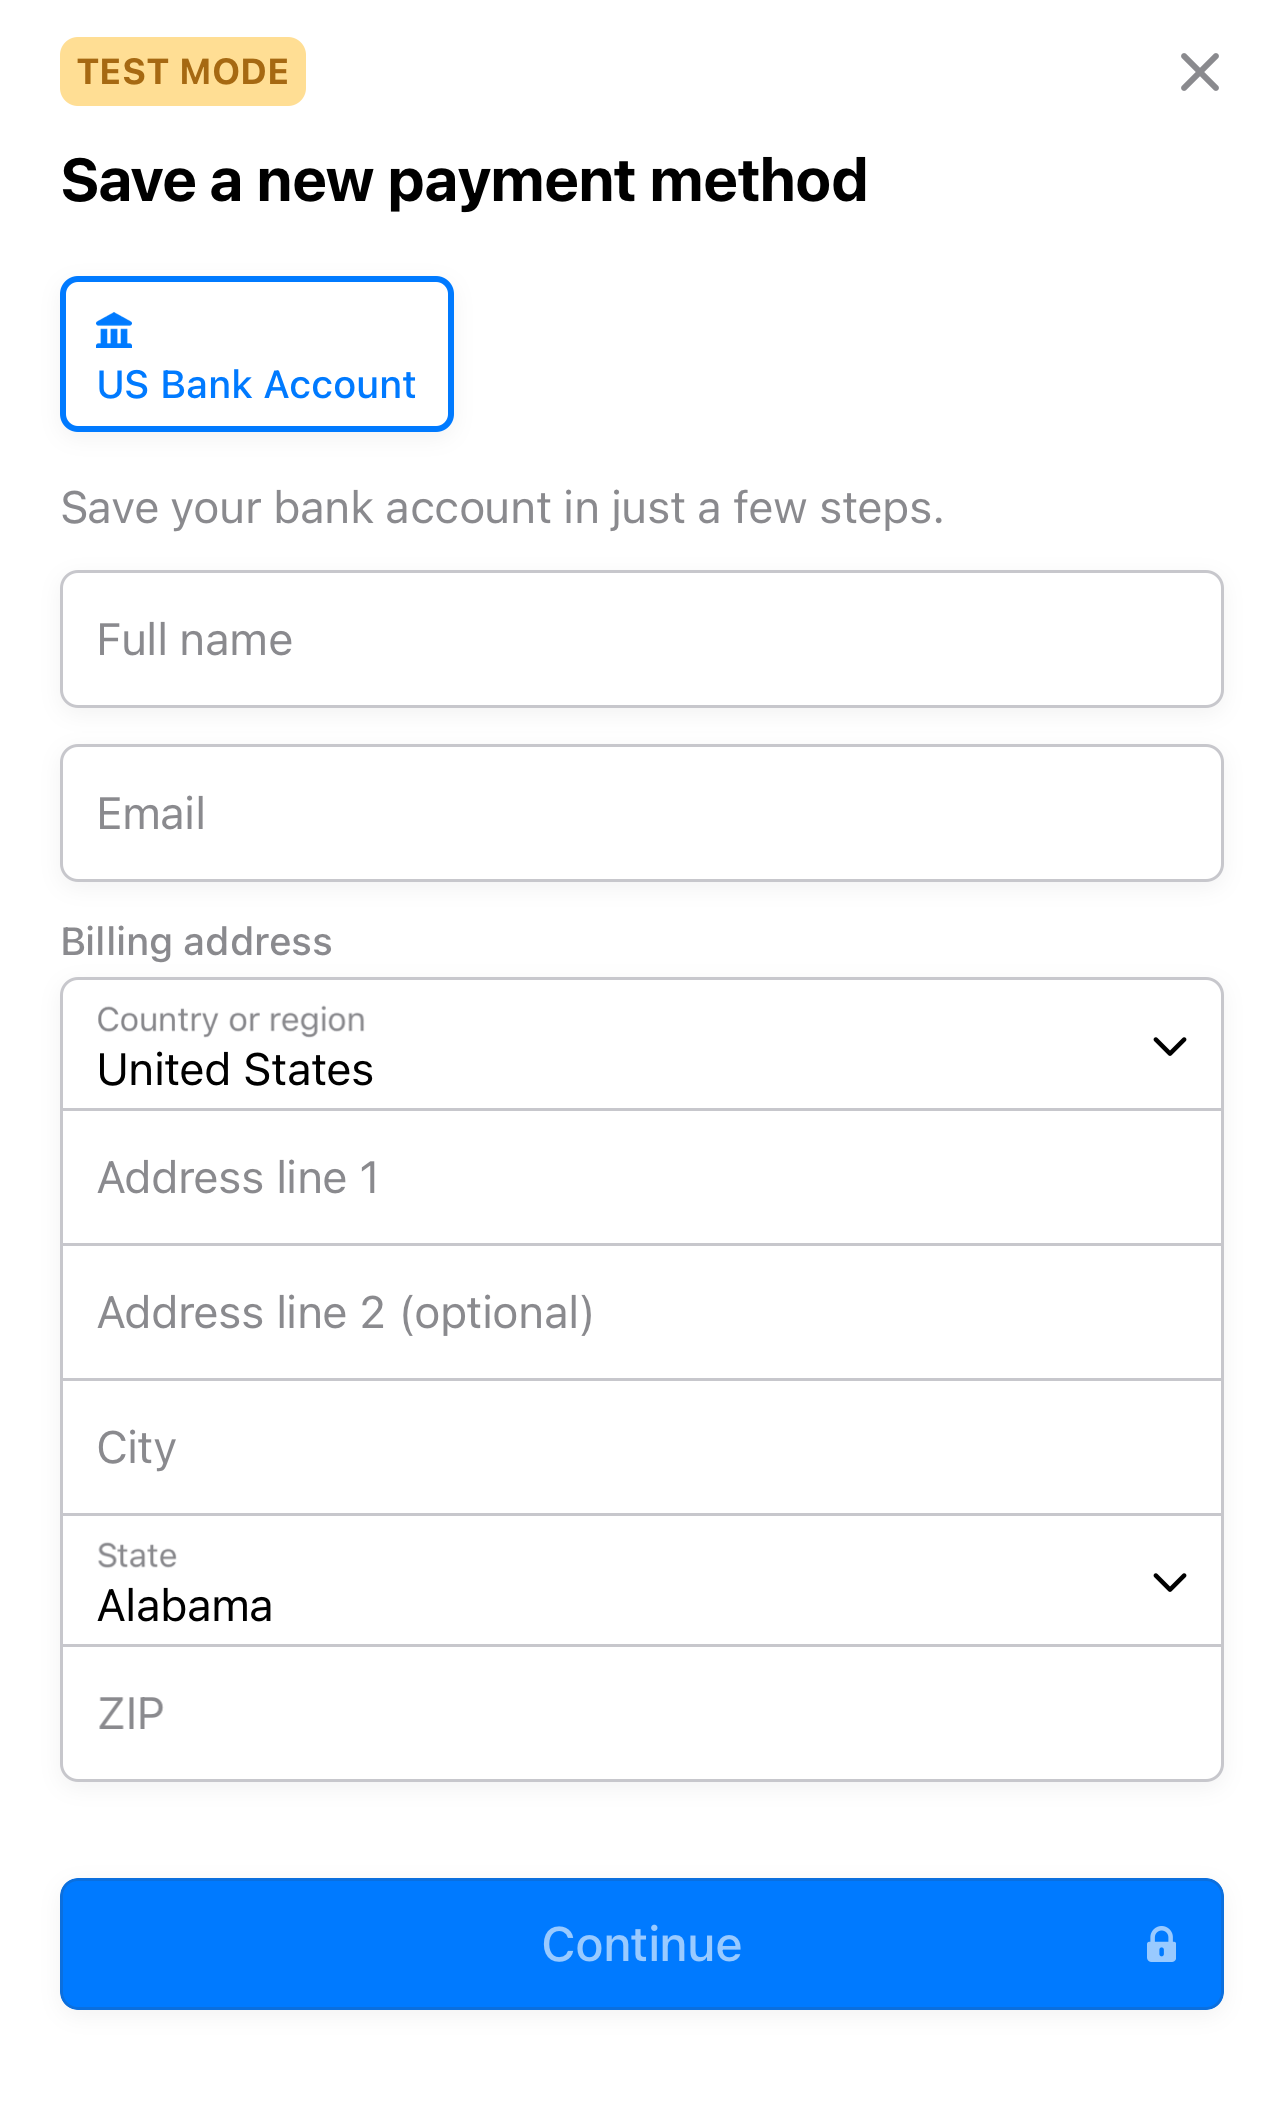 TEST MODE
Save a new payment method
US Bank Account
Save your bank account in just a few steps.
Full name
Email
Billing address
Country or region
United States
Address line 1
Address line 2 (optional)
City
State
Alabama
ZIP
Continue